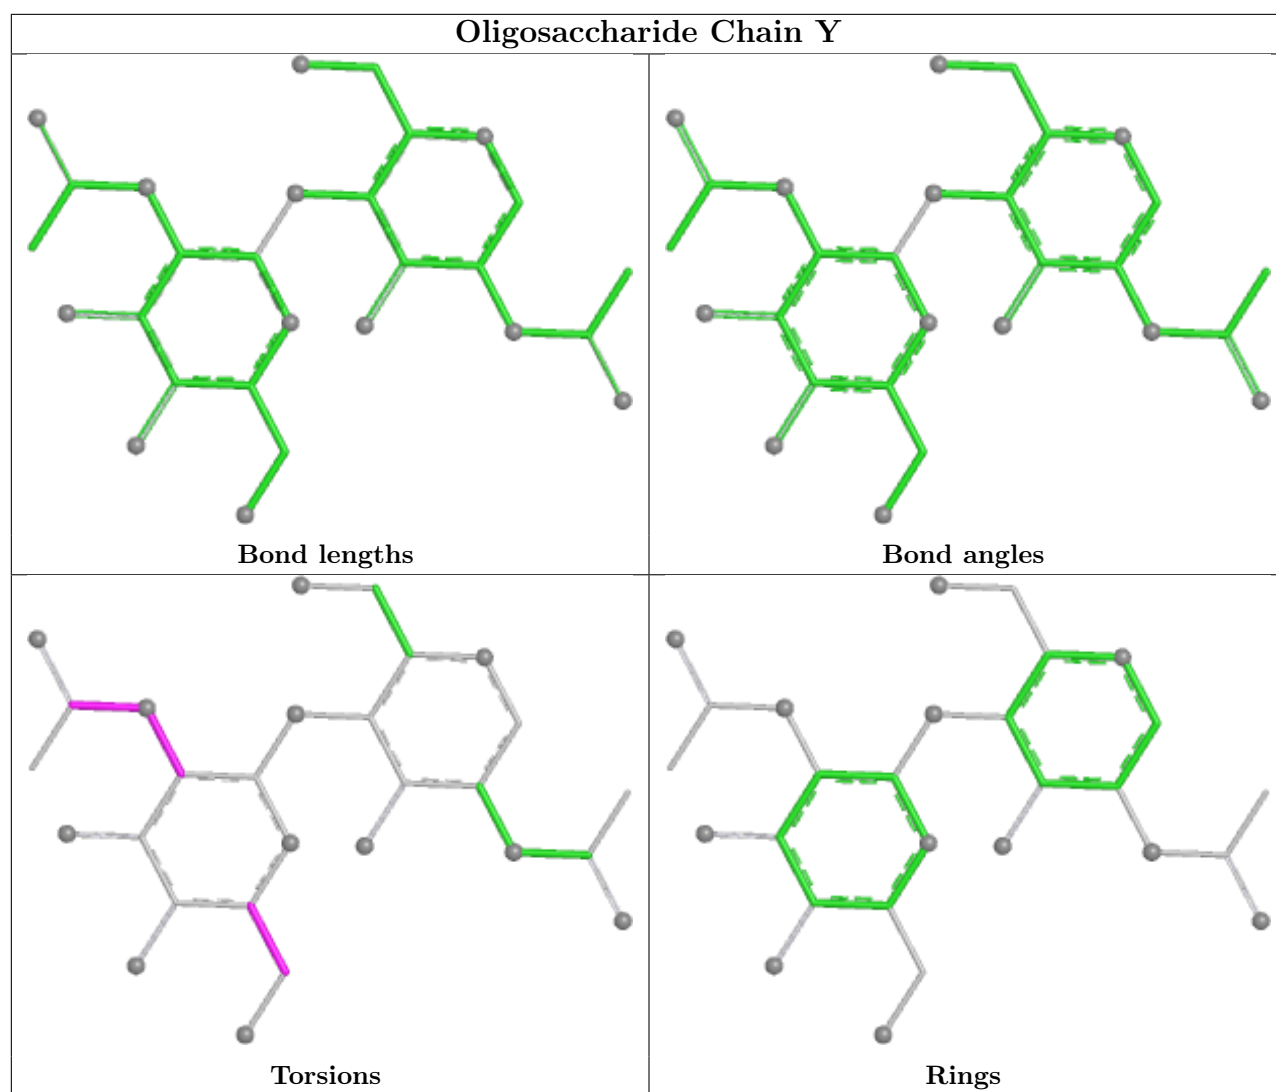 Oligosaccharide Chain Y
Bond lengths
Bond angles
Torsions
Rings